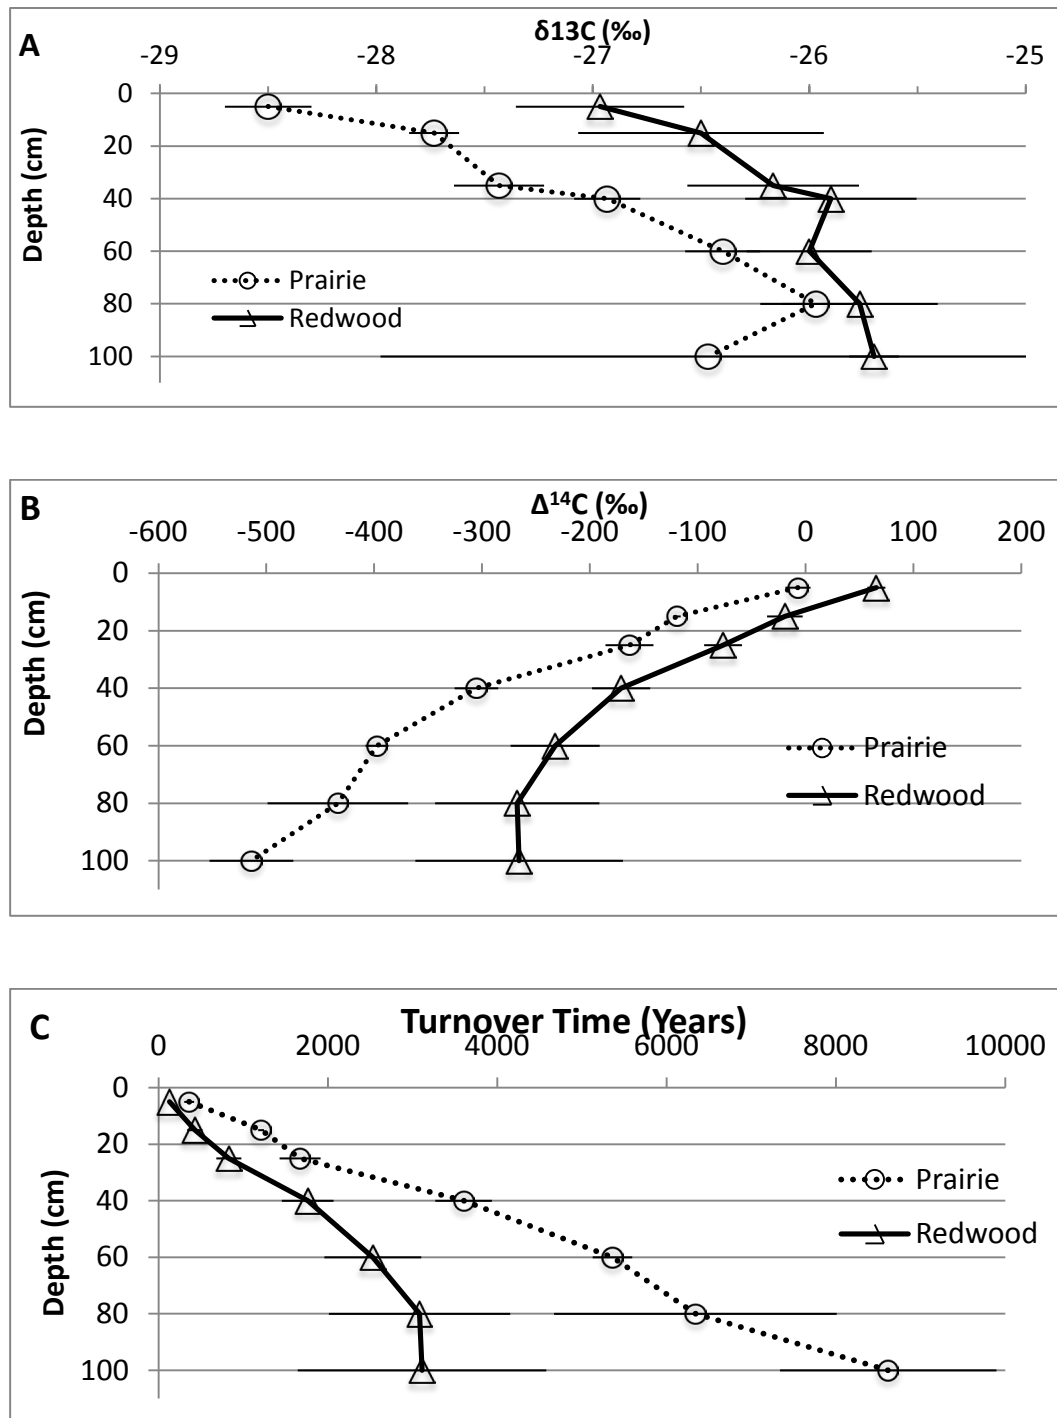 A
δ13C (‰)
-29 -28 -27 -26 -25
Depth (cm)
0
20
40
60
80
100
Prairie
Redwood
B
Δ¹⁴C (‰)
-600 -500 -400 -300 -200 -100 0 100 200
Depth (cm)
0
20
40
60
80
100
Prairie
Redwood
C
Turnover Time (Years)
0 2000 4000 6000 8000 10000
Depth (cm)
0
20
40
60
80
100
Prairie
Redwood